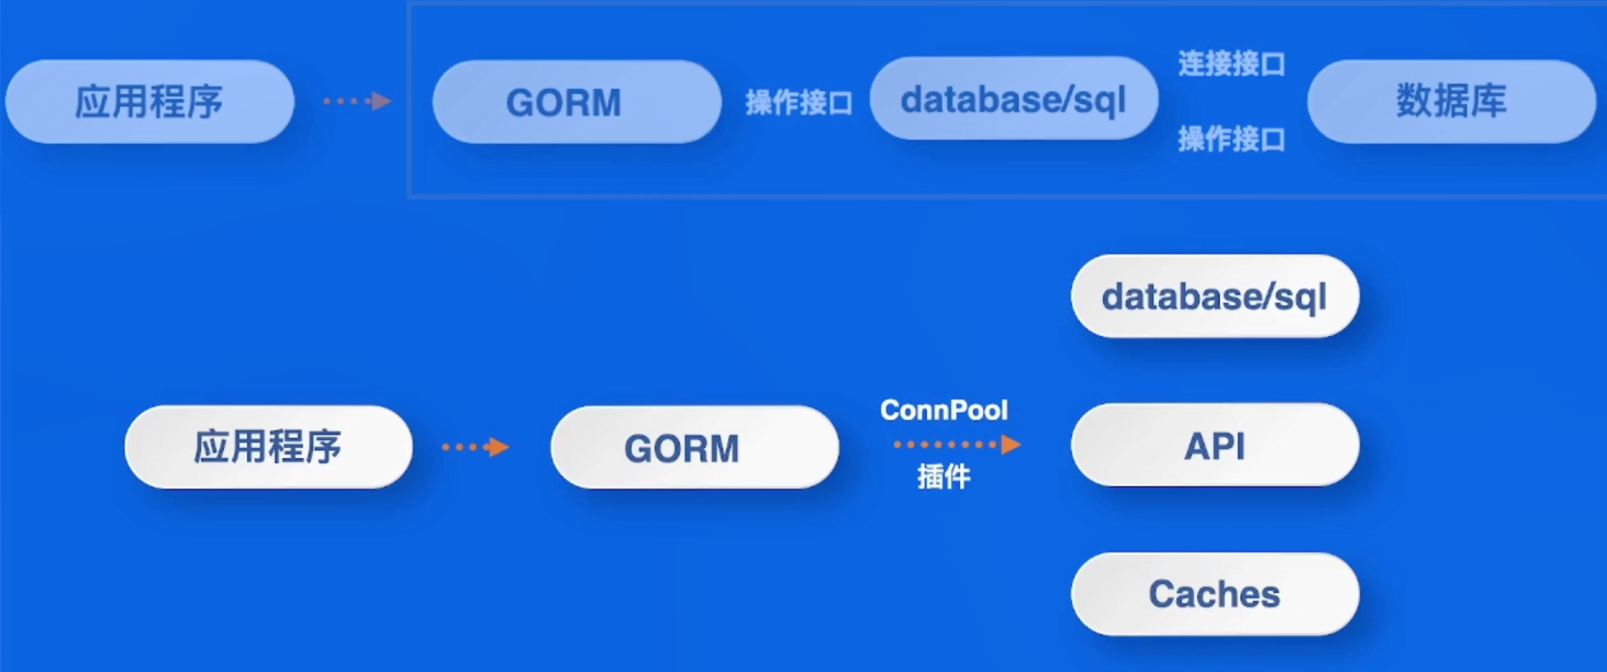 应用程序
GORM
操作接口
database/sql
连接接口
操作接口
数据库
database/sql
应用程序
GORM
ConnPool
插件
API
Caches